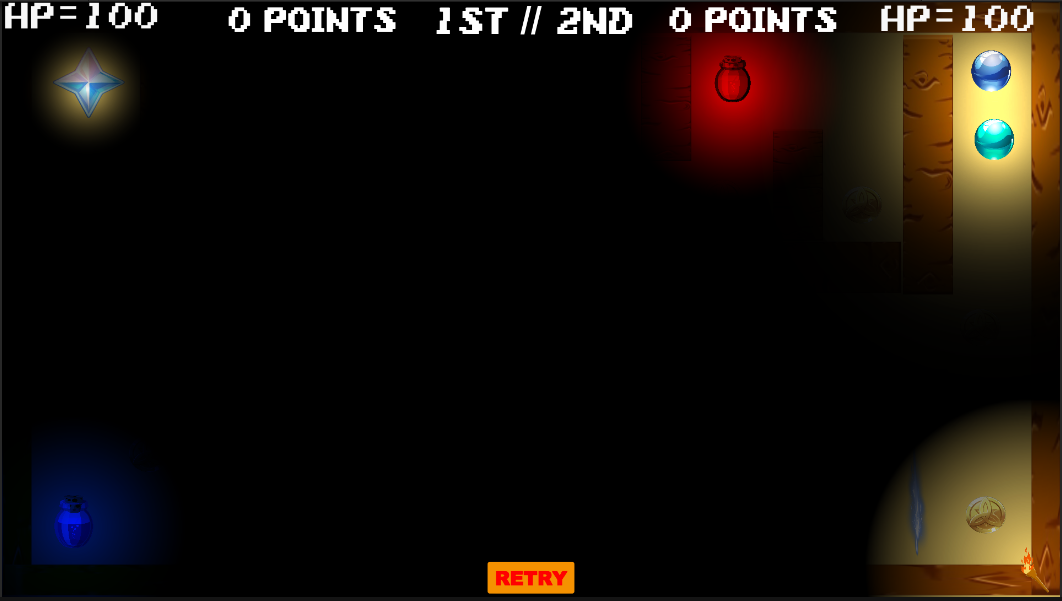 HP=100 0 POINTS 1ST // 2ND 0 POINTS HP=100
RETRY